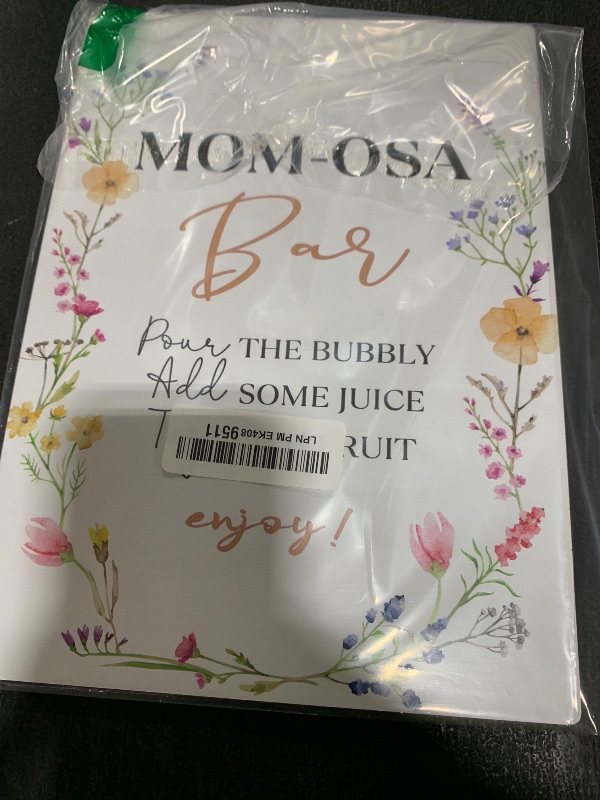 MOM-OSA
Bar
Pour THE BUBBLY
Add SOME JUICE
RUIT
LPN PM EK408 9511
enjoy!